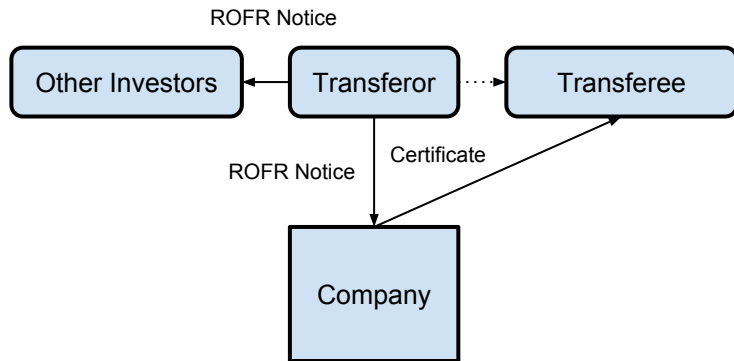 ROFR Notice
Other Investors
Transferor
Transferee
Certificate
ROFR Notice
Company